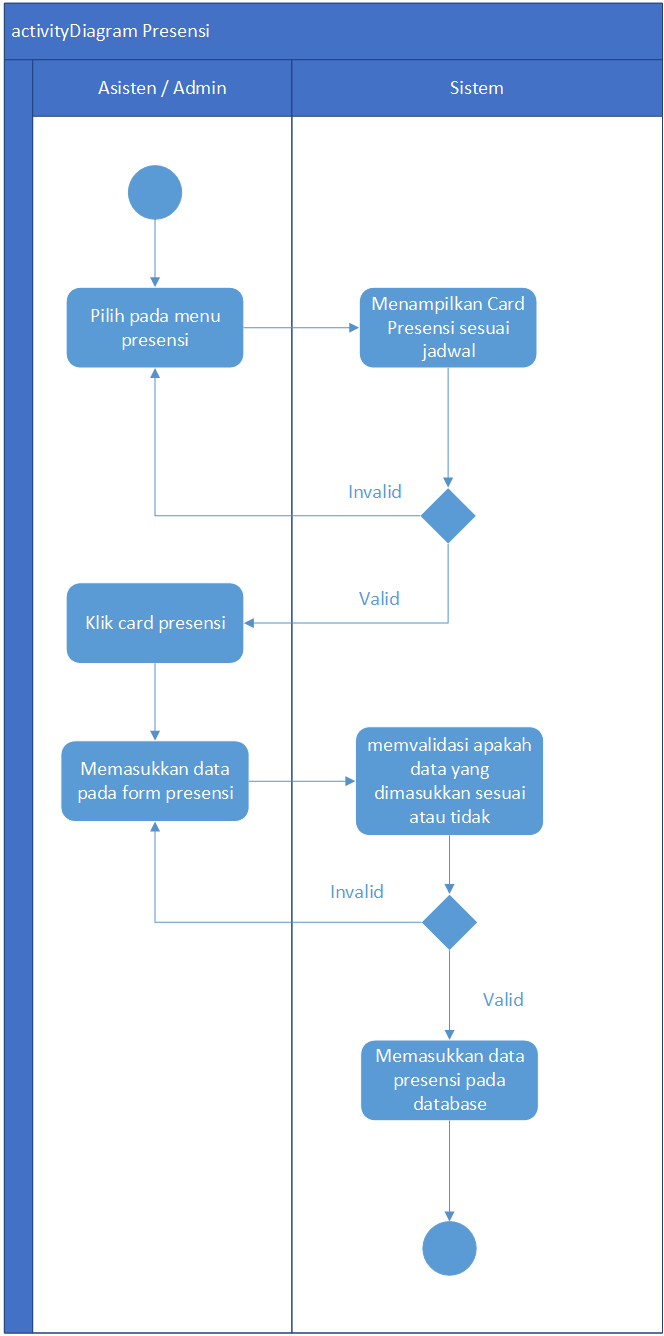 activityDiagram Presensi
Asisten / Admin
Sistem
Pilih pada menu
presensi
Menampilkan Card
Presensi sesuai
jadwal
Invalid
Valid
Klik card presensi
Memasukkan data
pada form presensi
memvalidasi apakah
data yang
dimasukkan sesuai
atau tidak
Invalid
Valid
Memasukkan data
presensi pada
database